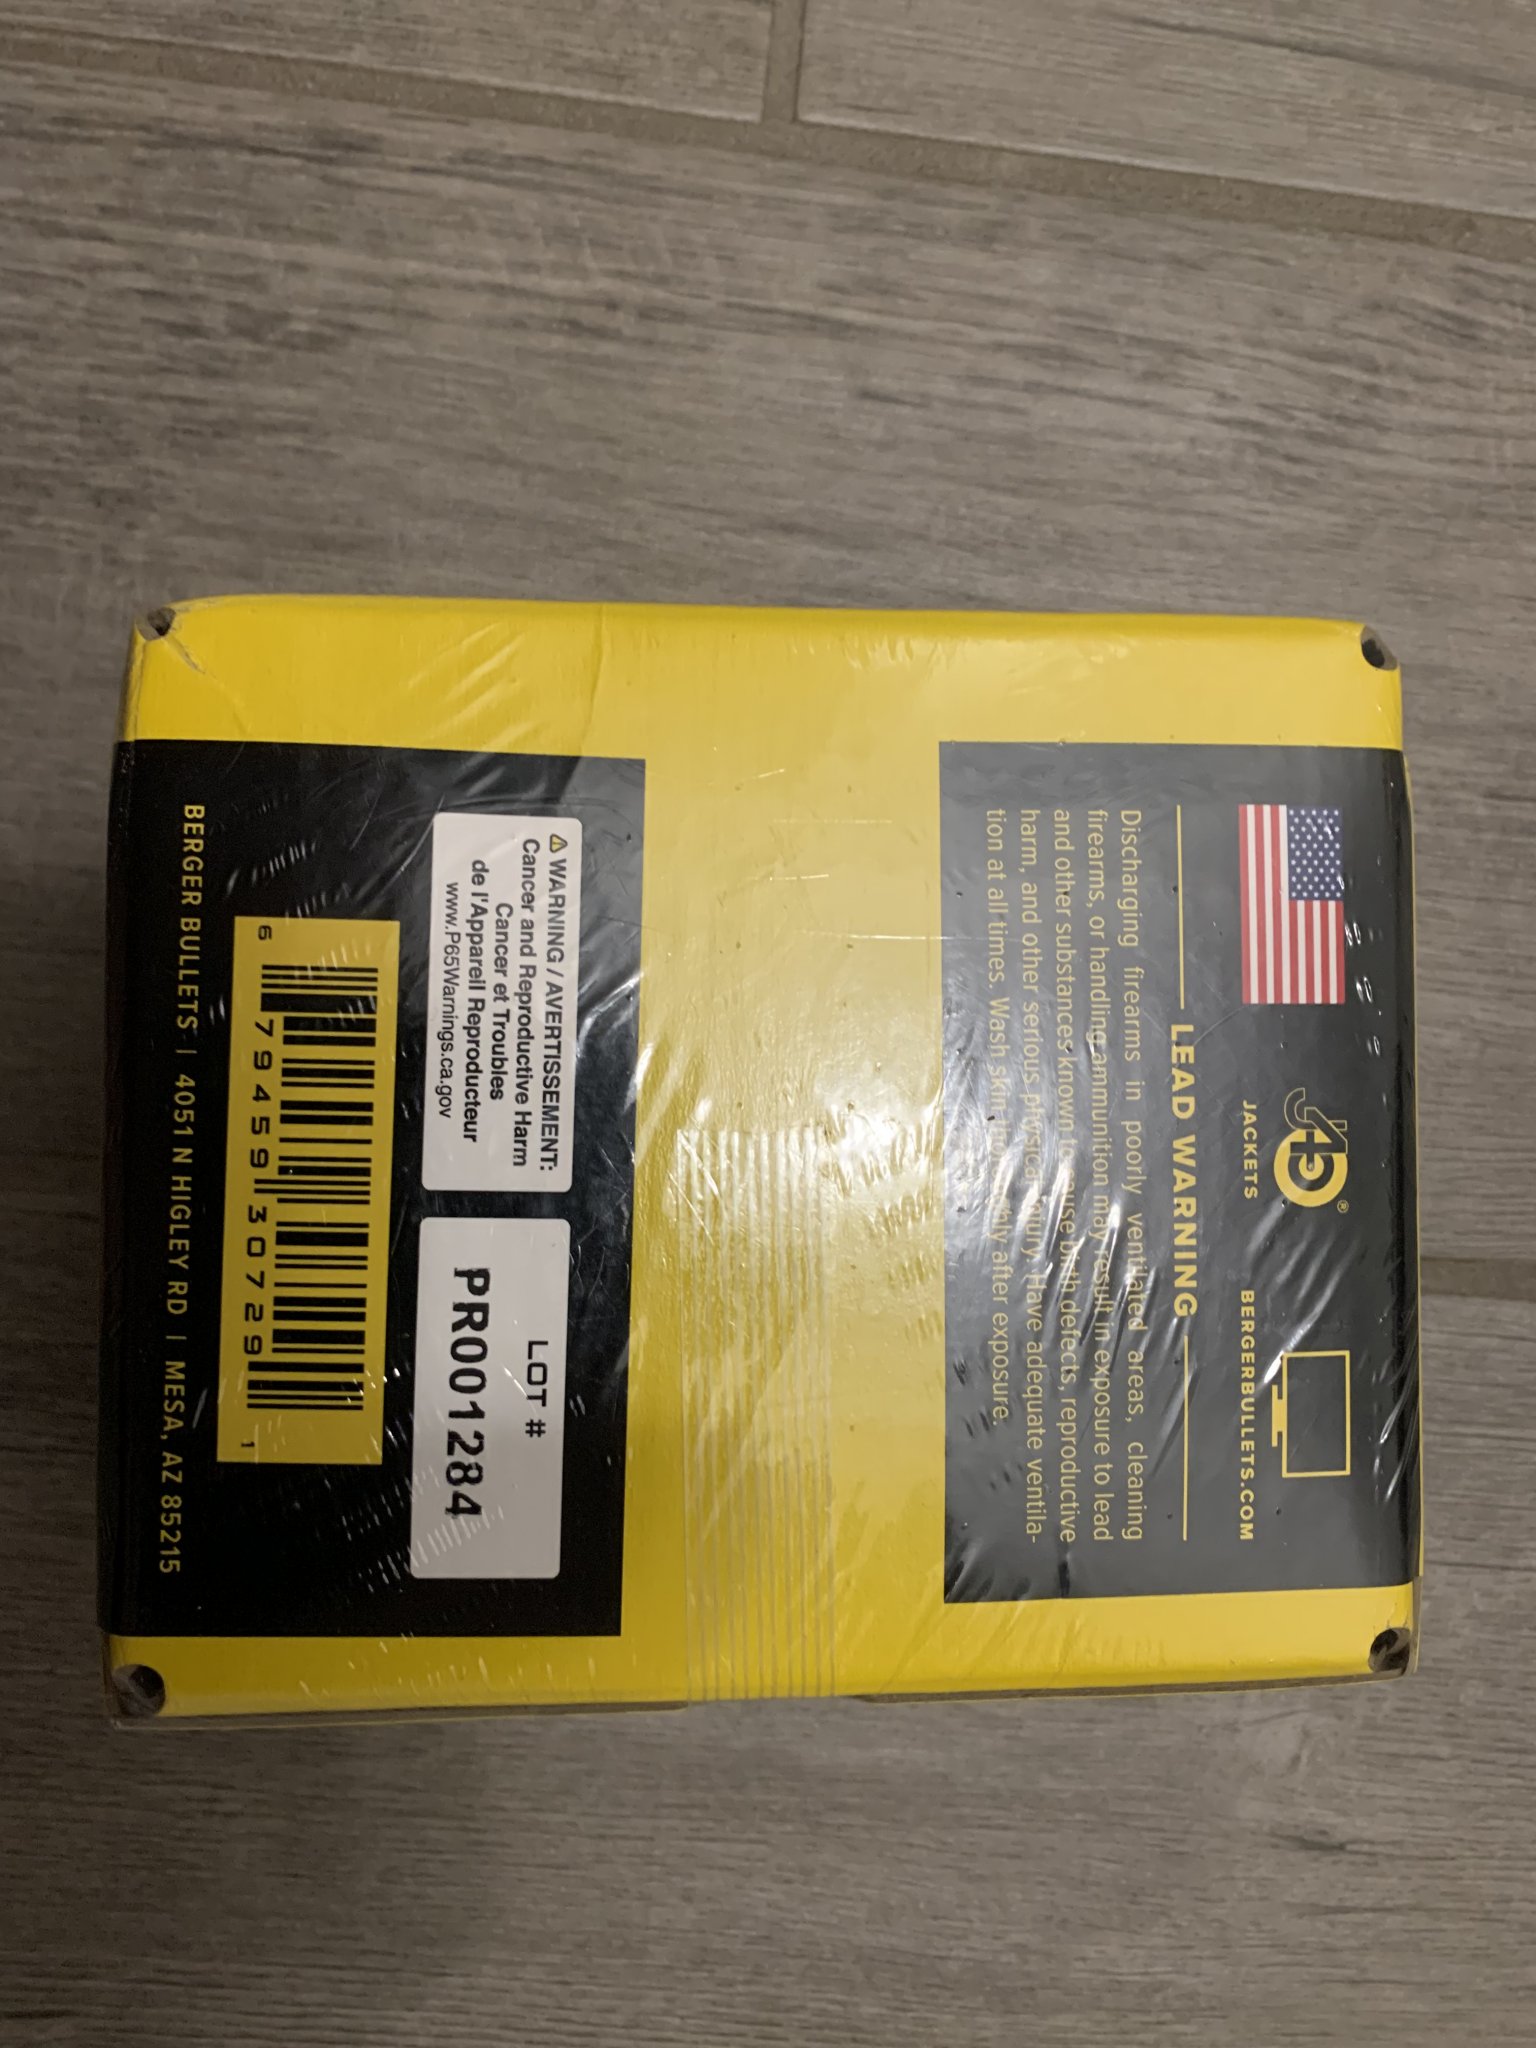 JACKETS
BERGERBULLETS.COM
LEAD WARNING
Discharging firearms in poorly ventilated areas, cleaning
firearms, or handling ammunition may result in exposure to lead
and other substances known to cause birth defects, reproductive
harm, and other serious physical injury. Have adequate ventila-
tion at all times. Wash skin thoroughly after exposure.
⚠ WARNING / AVERTISSEMENT:
Cancer and Reproductive Harm
Cancer et Troubles
de l'Appareil Reproducteur
www.P65Warnings.ca.gov
LOT #
PR001284
6 79459 30729 1
BERGER BULLETS | 4051 N HIGLEY RD | MESA, AZ 85215